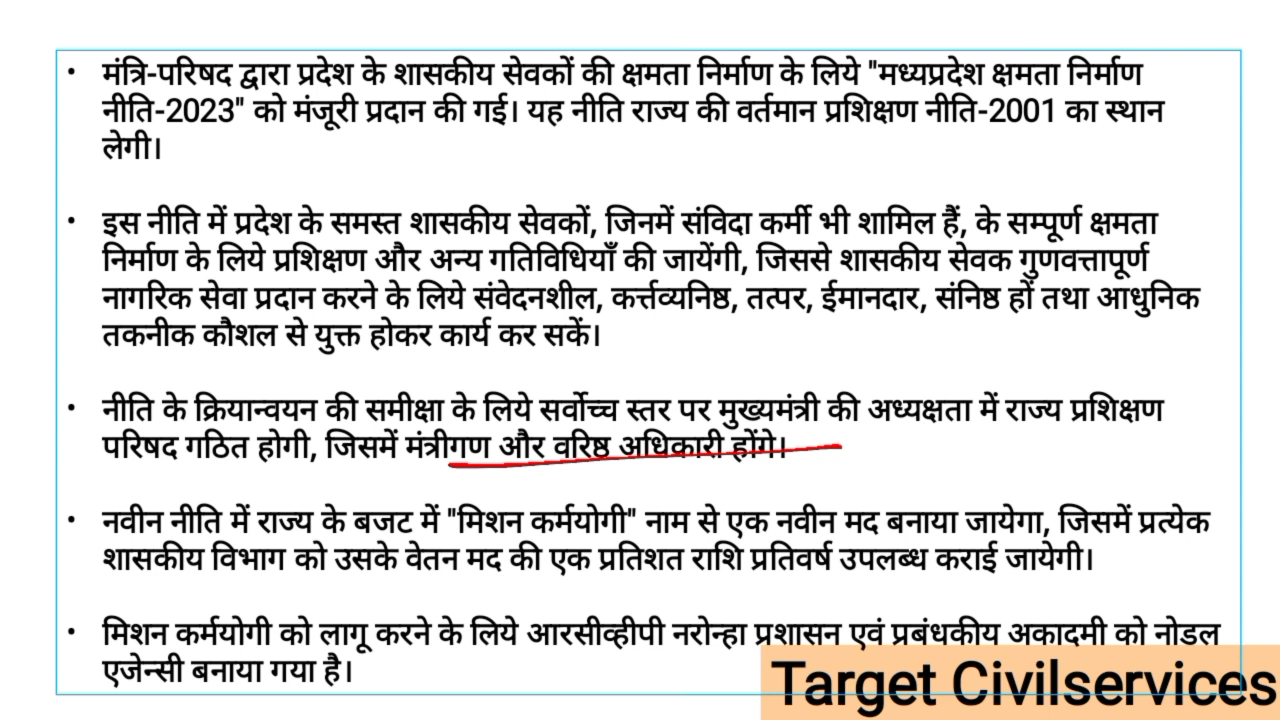 • मंत्रि-परिषद द्वारा प्रदेश के शासकीय सेवकों की क्षमता निर्माण के लिये "मध्यप्रदेश क्षमता निर्माण
नीति-2023" को मंजूरी प्रदान की गई। यह नीति राज्य की वर्तमान प्रशिक्षण नीति-2001 का स्थान
लेगी।
• इस नीति में प्रदेश के समस्त शासकीय सेवकों, जिनमें संविदा कर्मी भी शामिल हैं, के सम्पूर्ण क्षमता
निर्माण के लिये प्रशिक्षण और अन्य गतिविधियाँ की जायेंगी, जिससे शासकीय सेवक गुणवत्तापूर्ण
नागरिक सेवा प्रदान करने के लिये संवेदनशील, कर्त्तव्यनिष्ठ, तत्पर, ईमानदार, संनिष्ठ हों तथा आधुनिक
तकनीक कौशल से युक्त होकर कार्य कर सकें।
• नीति के क्रियान्वयन की समीक्षा के लिये सर्वोच्च स्तर पर मुख्यमंत्री की अध्यक्षता में राज्य प्रशिक्षण
परिषद गठित होगी, जिसमें मंत्रीगण और वरिष्ठ अधिकारी होंगे।
• नवीन नीति में राज्य के बजट में "मिशन कर्मयोगी" नाम से एक नवीन मद बनाया जायेगा, जिसमें प्रत्येक
शासकीय विभाग को उसके वेतन मद की एक प्रतिशत राशि प्रतिवर्ष उपलब्ध कराई जायेगी।
• मिशन कर्मयोगी को लागू करने के लिये आरसीव्हीपी नरोन्हा प्रशासन एवं प्रबंधकीय अकादमी को नोडल
एजेन्सी बनाया गया है।
Target Civilservices